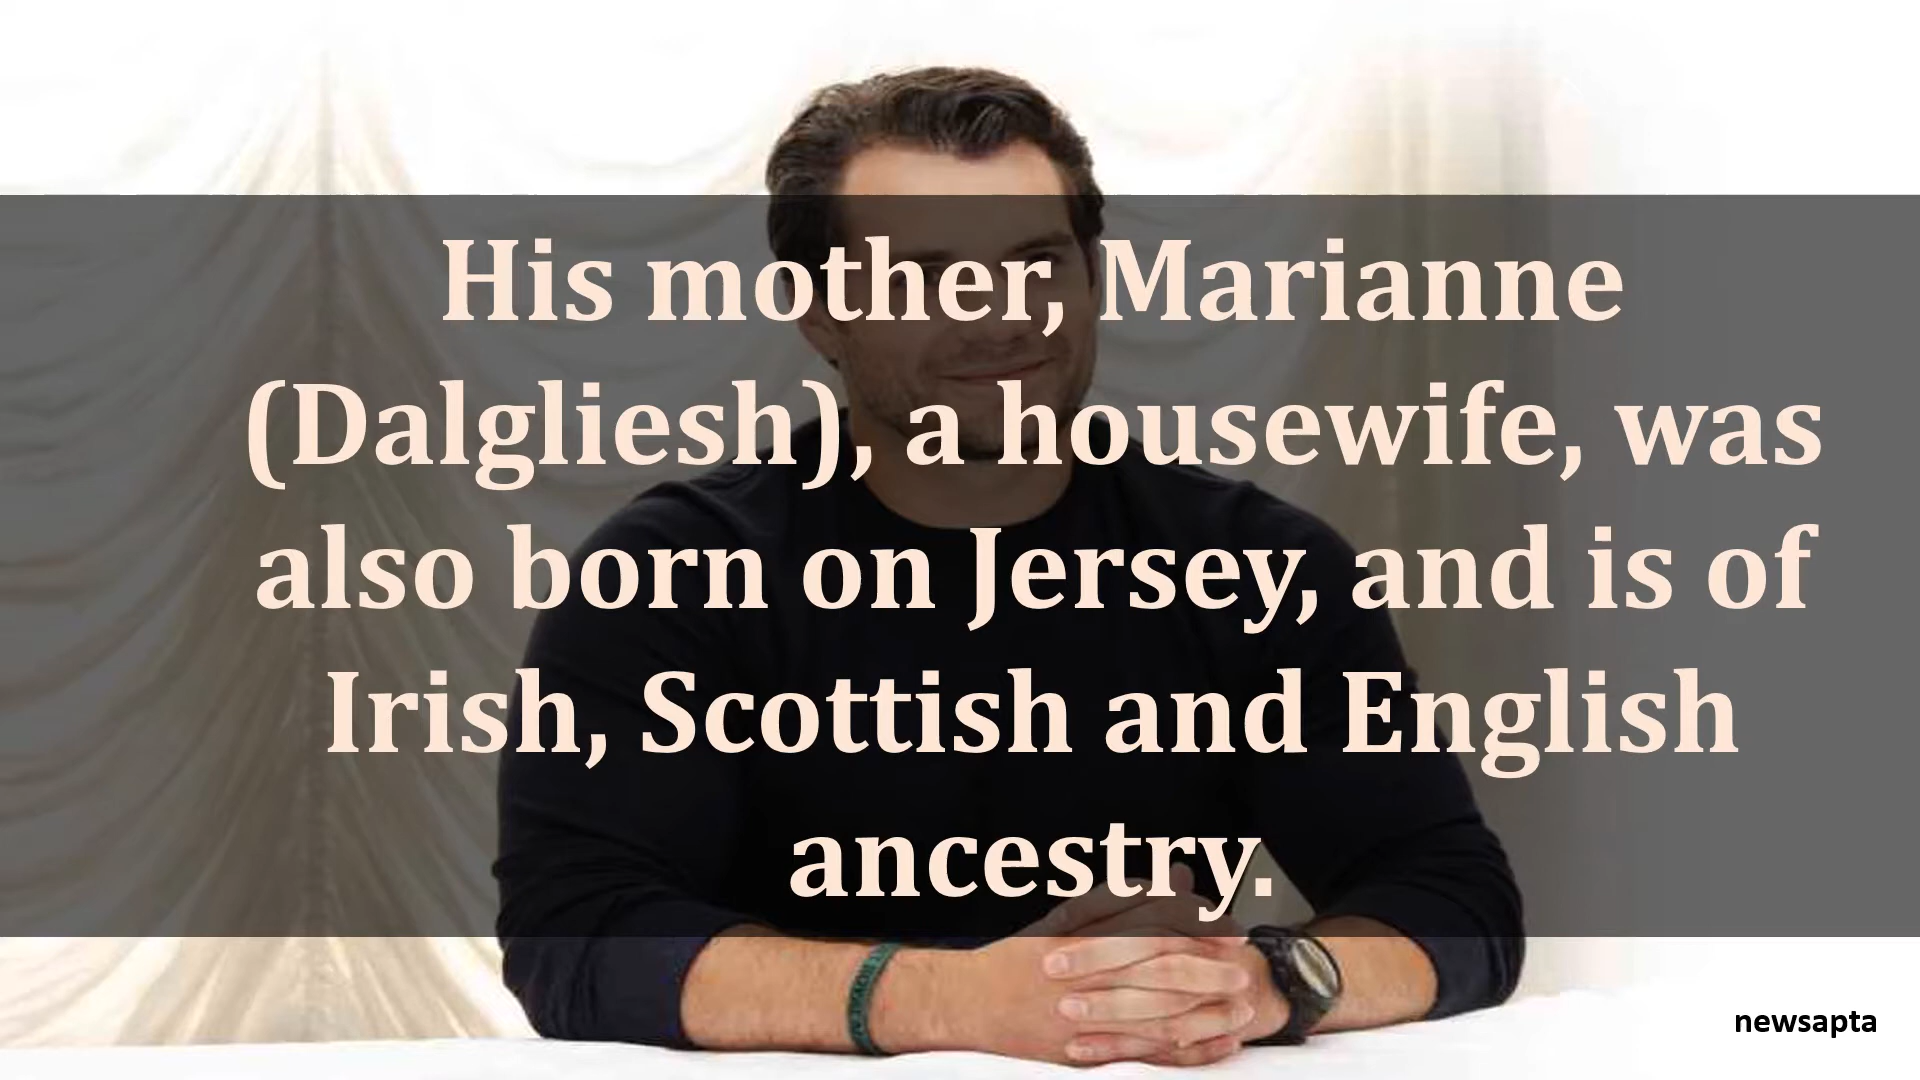 His mother, Marianne
(Dalgliesh), a housewife, was
also born on Jersey, and is of
Irish, Scottish and English
ancestry.
newsapta